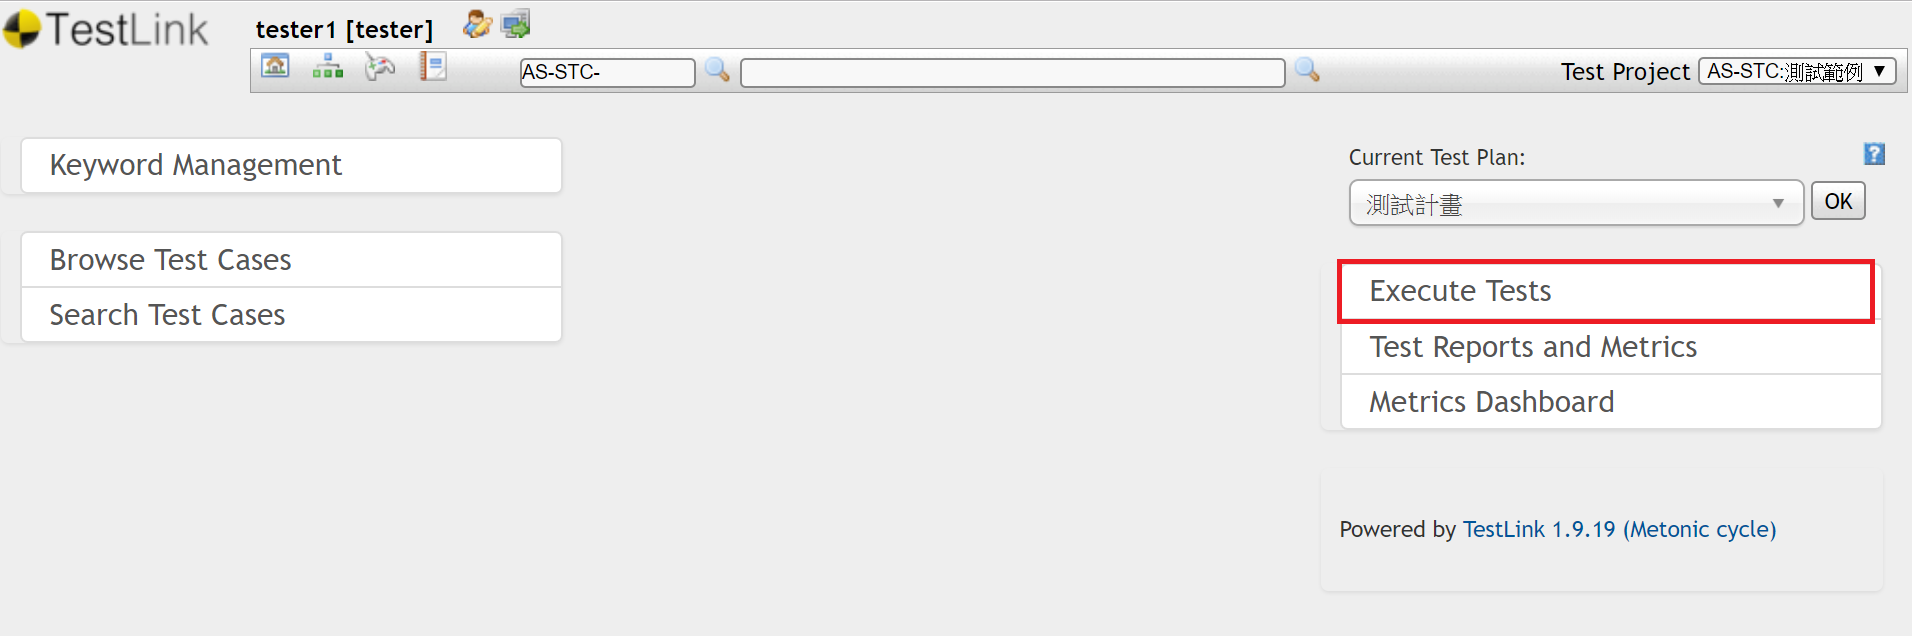 TestLink
tester1 [tester]
AS-STC-
Test Project AS-STC:測試範例
Keyword Management
Browse Test Cases
Search Test Cases
Current Test Plan:
測試計畫
OK
Execute Tests
Test Reports and Metrics
Metrics Dashboard
Powered by TestLink 1.9.19 (Metonic cycle)